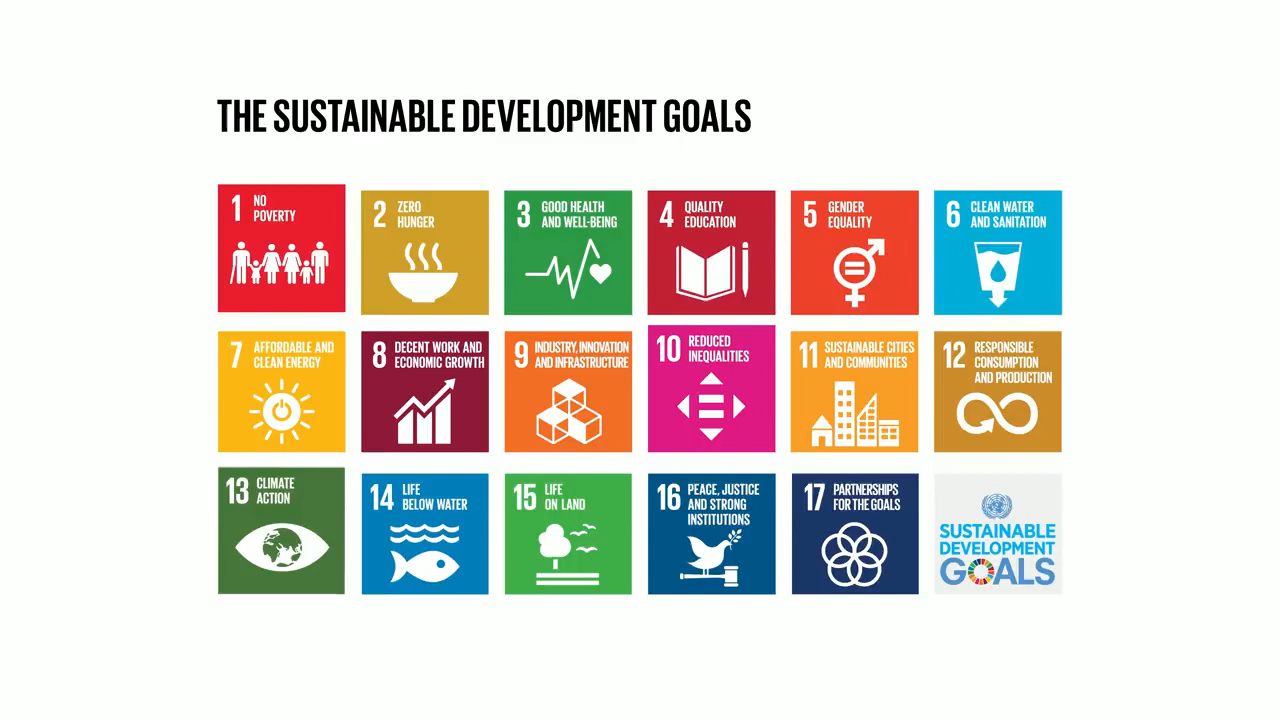 THE SUSTAINABLE DEVELOPMENT GOALS
1 NO
POVERTY
2 ZERO
HUNGER
3 GOOD HEALTH
AND WELL-BEING
4 QUALITY
EDUCATION
5 GENDER
EQUALITY
6 CLEAN WATER
AND SANITATION
7 AFFORDABLE AND
CLEAN ENERGY
8 DECENT WORK AND
ECONOMIC GROWTH
9 INDUSTRY, INNOVATION
AND INFRASTRUCTURE
10 REDUCED
INEQUALITIES
11 SUSTAINABLE CITIES
AND COMMUNITIES
12 RESPONSIBLE
CONSUMPTION
AND PRODUCTION
13 CLIMATE
ACTION
14 LIFE
BELOW WATER
15 LIFE
ON LAND
16 PEACE, JUSTICE
AND STRONG
INSTITUTIONS
17 PARTNERSHIPS
FOR THE GOALS
SUSTAINABLE
DEVELOPMENT
GOALS